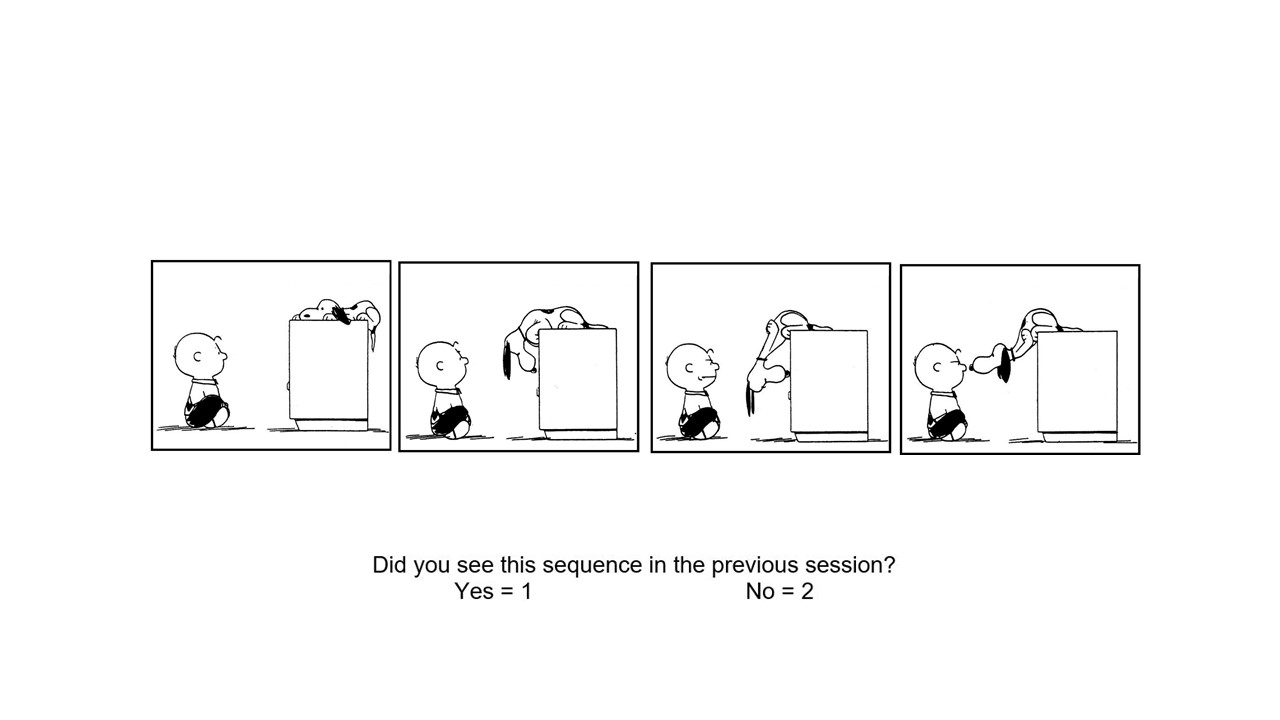 Did you see this sequence in the previous session?
Yes = 1 No = 2